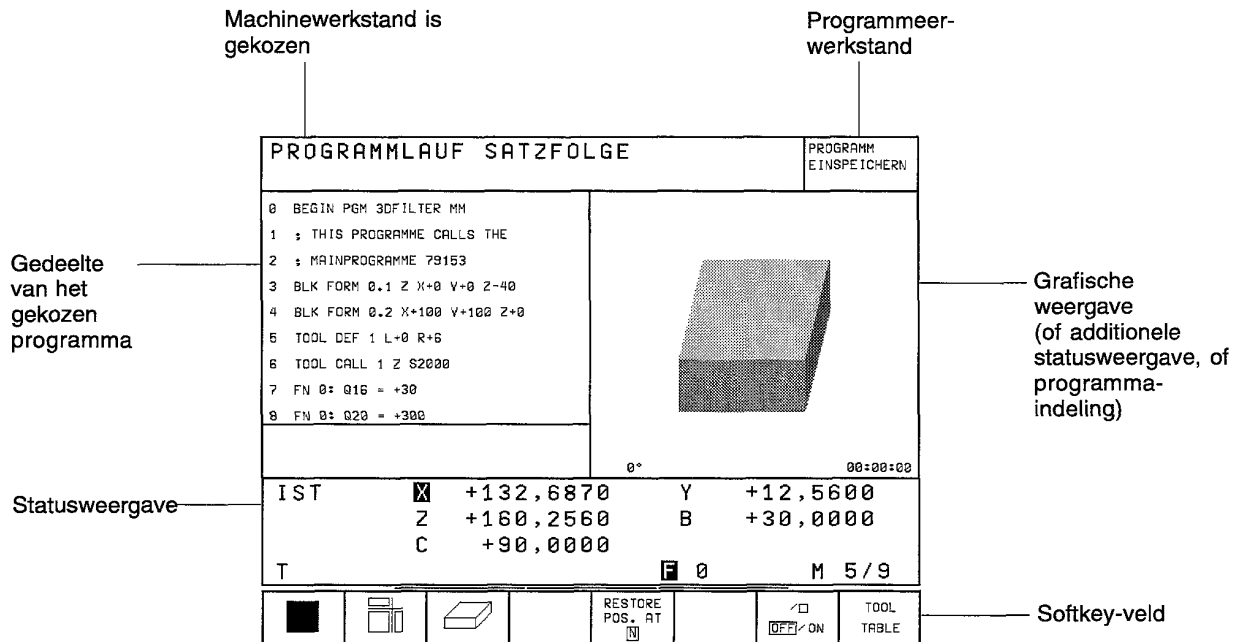 Machinewerkstand is
gekozen
Programmeer-
werkstand
PROGRAMMLAUF SATZFOLGE
PROGRAMM
EINSPEICHERN
Gedeelte
van het
gekozen
programma
0 BEGIN PGM 3DFILTER MM
1 ; THIS PROGRAMME CALLS THE
2 ; MAINPROGRAMME 79153
3 BLK FORM 0.1 Z X+0 Y+0 Z-40
4 BLK FORM 0.2 X+100 Y+100 Z+0
5 TOOL DEF 1 L+0 R+6
6 TOOL CALL 1 Z S2000
7 FN 0: Q16 = +30
8 FN 0: Q20 = +300
0°
00:00:00
Grafische
weergave
(of additionele
statusweergave, of
programma-
indeling)
Statusweergave
IST X +132,6870 Y +12,5600
Z +160,2560 B +30,0000
C +90,0000
T F 0 M 5/9
RESTORE
POS. AT
N
OFF / ON
TOOL
TABLE
Softkey-veld